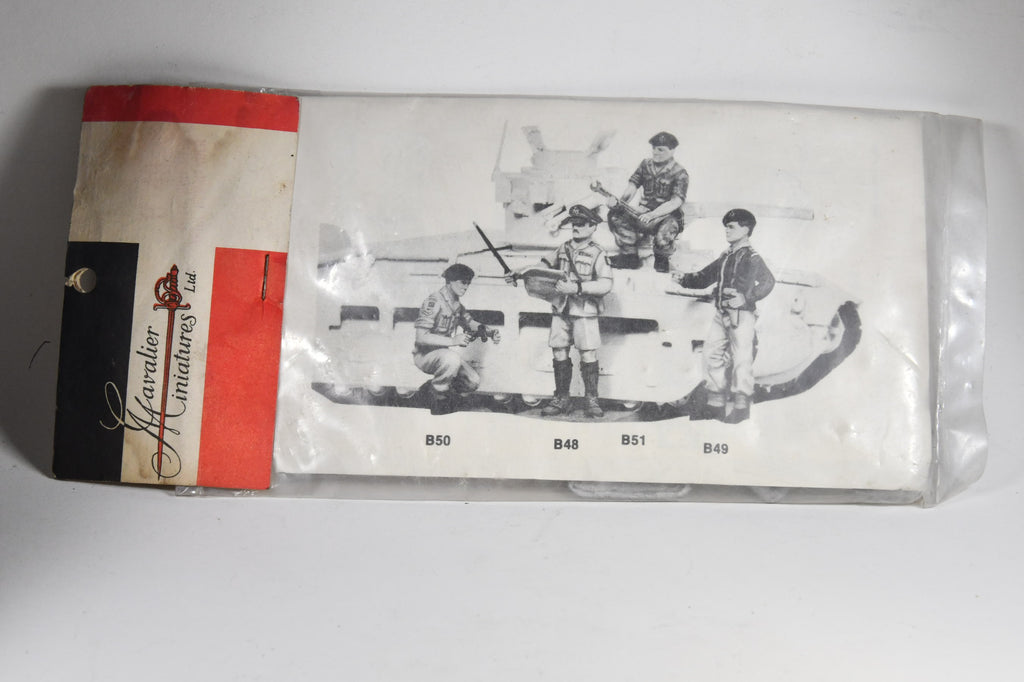 Cavalier
Miniatures
Ltd.
B50
B48
B51
B49